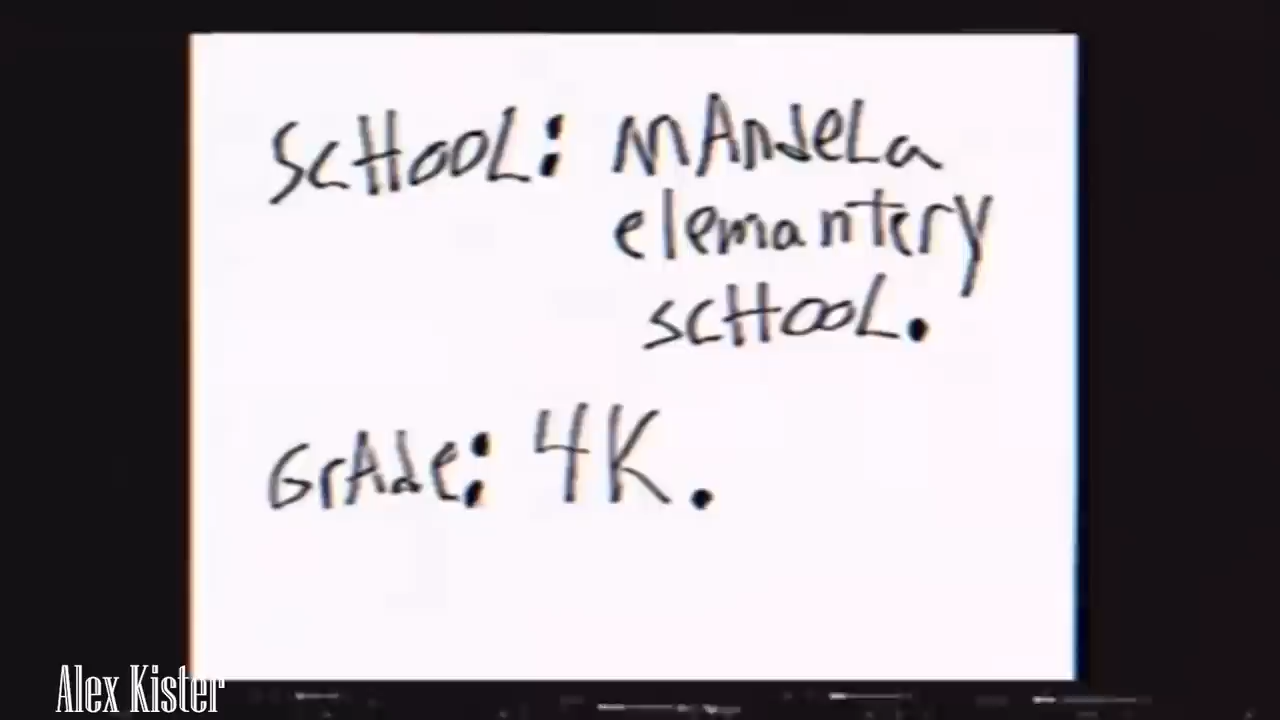 SCHOOL: MANdeLa
elemantery
SCHOOL.
GrAde: 4K.
Alex Kister